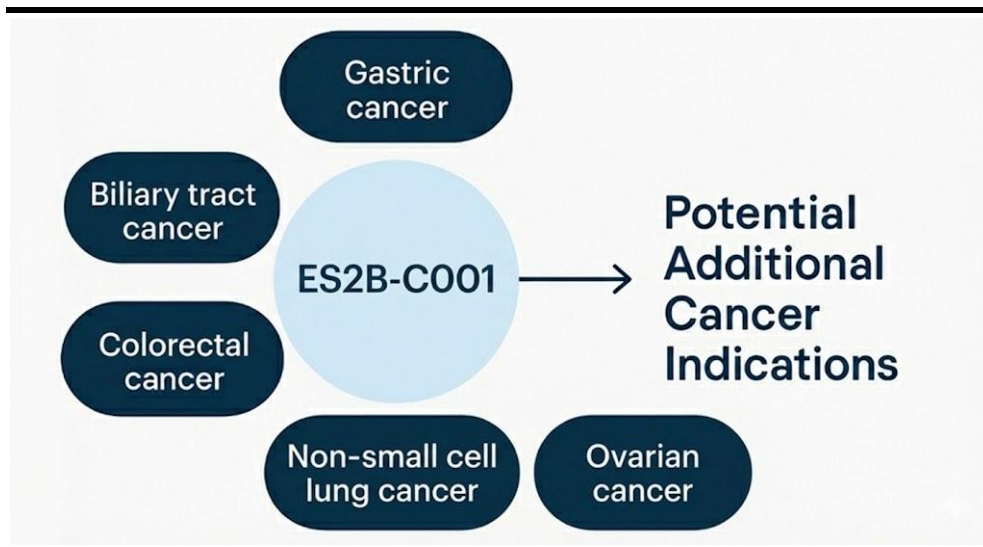 Gastric
cancer
Biliary tract
cancer
ES2B-C001
Potential
Additional
Cancer
Indications
Colorectal
cancer
Non-small cell
lung cancer
Ovarian
cancer